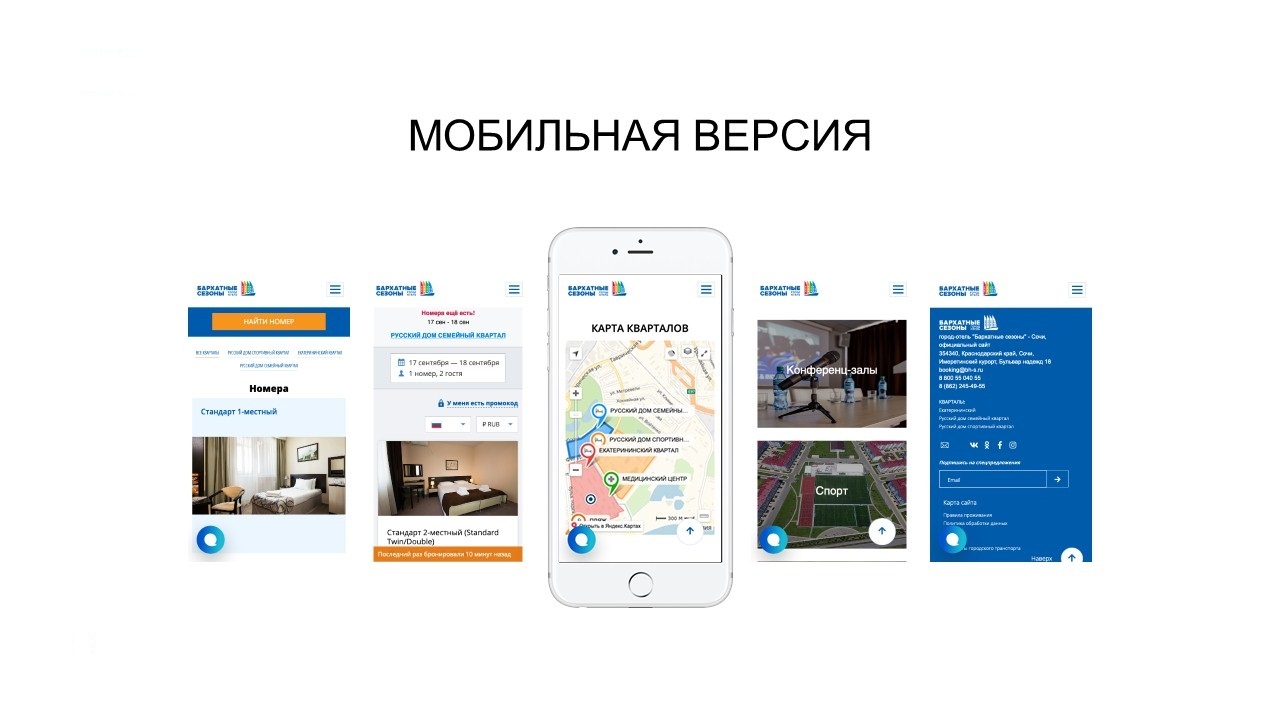 МОБИЛЬНАЯ ВЕРСИЯ
БАРХАТНЫЕ
СЕЗОНЫ
НАЙТИ НОМЕР
ВСЕ КВАРТАЛЫ РУССКИЙ ДОМ СПОРТИВНЫЙ КВАРТАЛ ЕКАТЕРИНИНСКИЙ КВАРТАЛ
РУССКИЙ ДОМ СЕМЕЙНЫЙ КВАРТАЛ
Номера
Стандарт 1-местный
БАРХАТНЫЕ
СЕЗОНЫ
Номера ещё есть!
17 сен - 18 сен
РУССКИЙ ДОМ СЕМЕЙНЫЙ КВАРТАЛ
17 сентября — 18 сентября
1 номер, 2 гостя
У меня есть промокод
₽ RUB
Стандарт 2-местный (Standard
Twin/Double)
Последний раз бронировали 10 минут назад
БАРХАТНЫЕ
СЕЗОНЫ
КАРТА КВАРТАЛОВ
РУССКИЙ ДОМ СЕМЕЙНЫ...
РУССКИЙ ДОМ СПОРТИВН...
ЕКАТЕРИНИНСКИЙ КВАРТАЛ
МЕДИЦИНСКИЙ ЦЕНТР
ПЛЯЖ
300 м
Открыть в Яндекс.Картах
БАРХАТНЫЕ
СЕЗОНЫ
Конференц-залы
Спорт
БАРХАТНЫЕ
СЕЗОНЫ
БАРХАТНЫЕ
СЕЗОНЫ
город-отель "Бархатные сезоны" - Сочи,
официальный сайт
354340, Краснодарский край, Сочи,
Имеретинский курорт, Бульвар надежд 18
booking@bh-s.ru
8 800 55 040 55
8 (862) 245-49-55
КВАРТАЛЫ:
Екатерининский
Русский дом семейный квартал
Русский дом спортивный квартал
Подпишись на спецпредложения
Email
Карта сайта
Правила проживания
Политика обработки данных
городского транспорта
Наверх